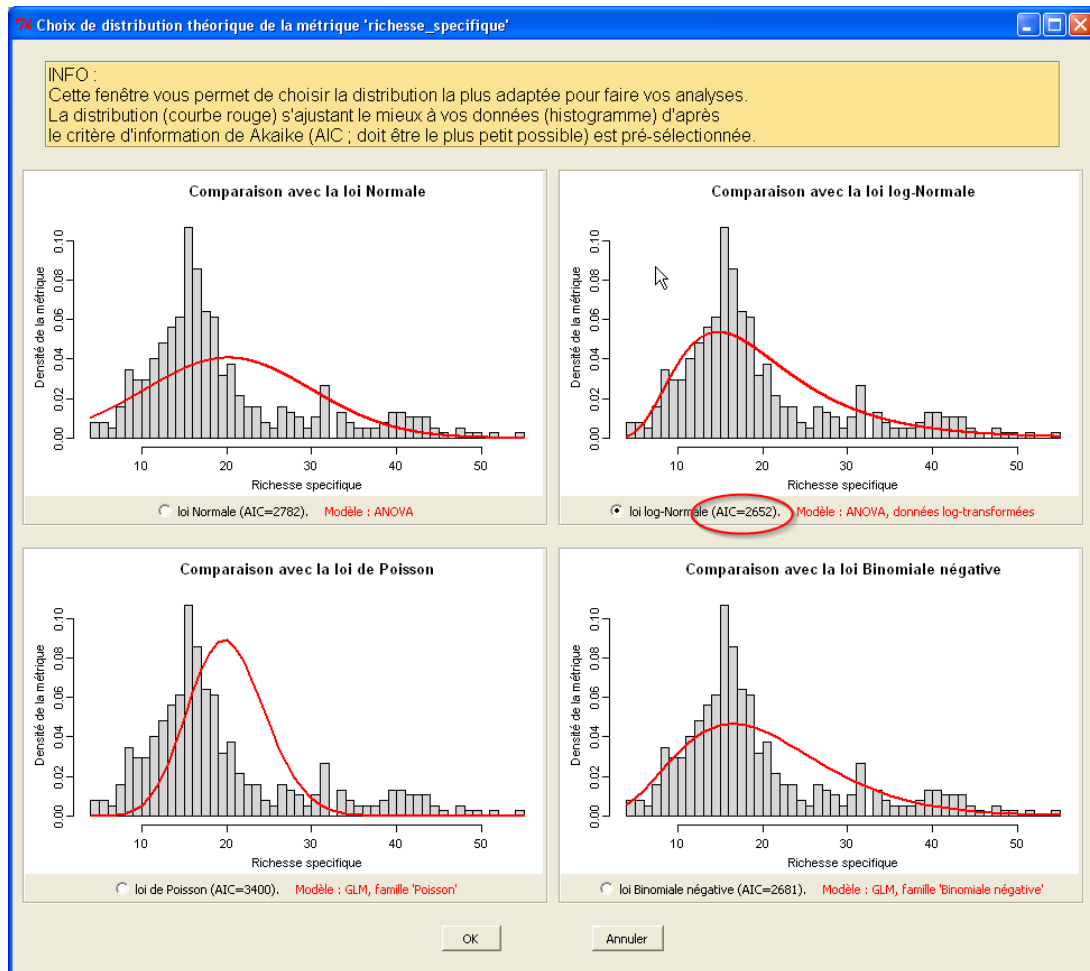 Choix de distribution théorique de la métrique 'richesse_specifique'
INFO :
Cette fenêtre vous permet de choisir la distribution la plus adaptée pour faire vos analyses.
La distribution (courbe rouge) s'ajustant le mieux à vos données (histogramme) d'après
le critère d'information de Akaike (AIC ; doit être le plus petit possible) est pré-sélectionnée.
Comparaison avec la loi Normale
Densité de la métrique
0.00 0.02 0.04 0.06 0.08 0.10
10 20 30 40 50
Richesse specifique
loi Normale (AIC=2782). Modèle : ANOVA
Comparaison avec la loi log-Normale
Densité de la métrique
0.00 0.02 0.04 0.06 0.08 0.10
10 20 30 40 50
Richesse specifique
loi log-Normale (AIC=2652). Modèle : ANOVA, données log-transformées
Comparaison avec la loi de Poisson
Densité de la métrique
0.00 0.02 0.04 0.06 0.08 0.10
10 20 30 40 50
Richesse specifique
loi de Poisson (AIC=3400). Modèle : GLM, famille 'Poisson'
Comparaison avec la loi Binomiale négative
Densité de la métrique
0.00 0.02 0.04 0.06 0.08 0.10
10 20 30 40 50
Richesse specifique
loi Binomiale négative (AIC=2681). Modèle : GLM, famille 'Binomiale négative'
OK
Annuler